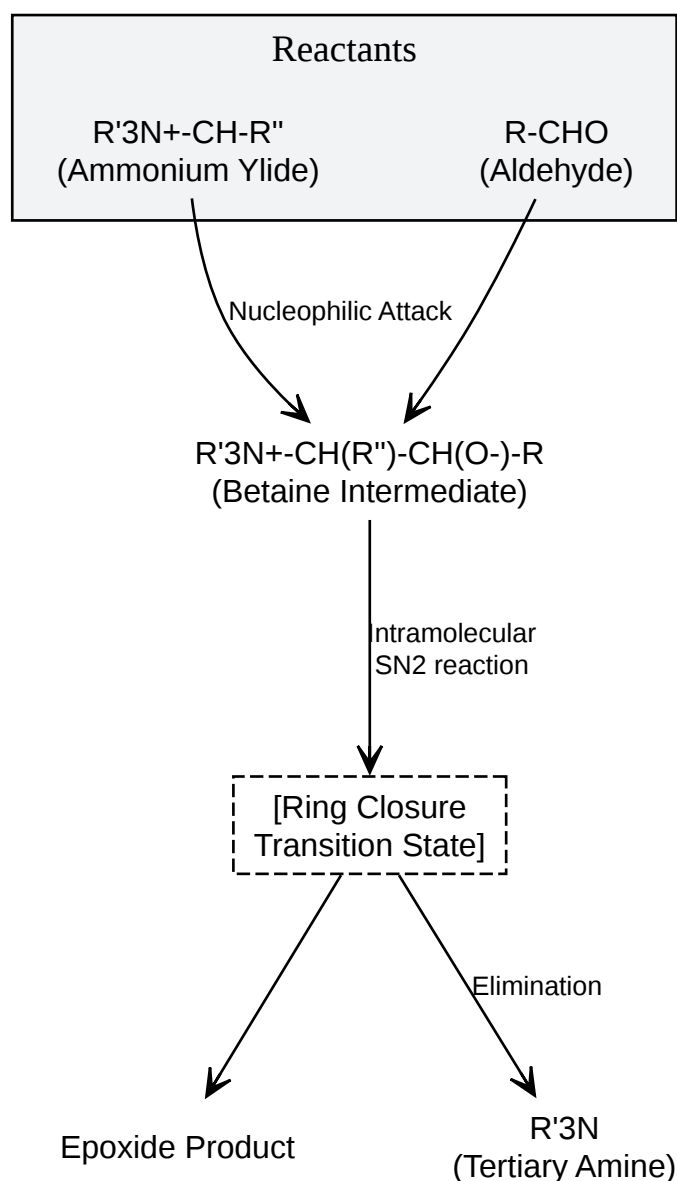 Reactants
R'3N+-CH-R"
(Ammonium Ylide)
R-CHO
(Aldehyde)
Nucleophilic Attack
R'3N+-CH(R")-CH(O-)-R
(Betaine Intermediate)
Intramolecular
SN2 reaction
[Ring Closure
Transition State]
Elimination
Epoxide Product
R'3N
(Tertiary Amine)